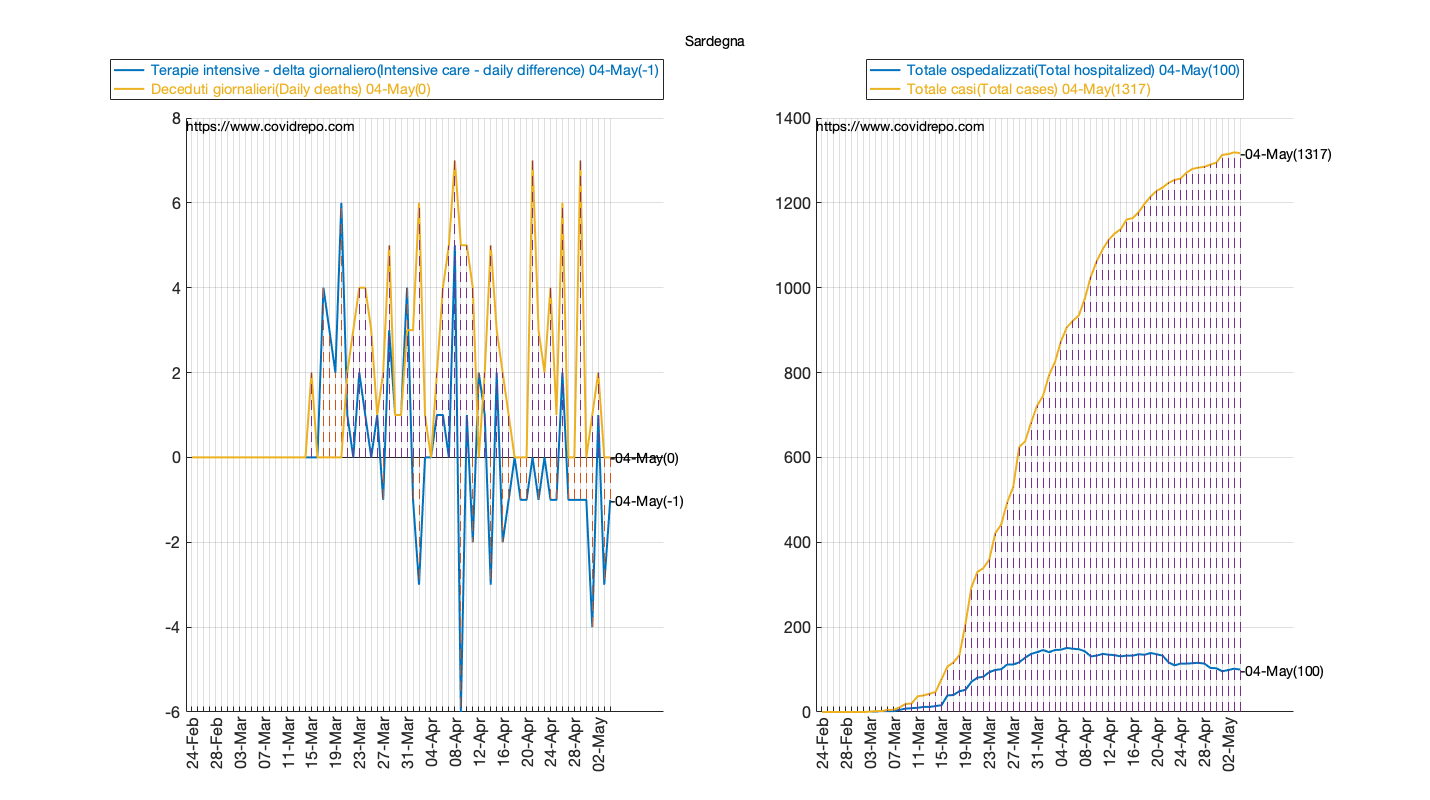 Sardegna
Terapie intensive - delta giornaliero(Intensive care - daily difference) 04-May(-1)
Deceduti giornalieri(Daily deaths) 04-May(0)
https://www.covidrepo.com
8
6
4
2
0
-2
-4
-6
04-May(0)
04-May(-1)
24-Feb
28-Feb
03-Mar
07-Mar
11-Mar
15-Mar
19-Mar
23-Mar
27-Mar
31-Mar
04-Apr
08-Apr
12-Apr
16-Apr
20-Apr
24-Apr
28-Apr
02-May
Totale ospedalizzati(Total hospitalized) 04-May(100)
Totale casi(Total cases) 04-May(1317)
https://www.covidrepo.com
1400
1200
1000
800
600
400
200
0
04-May(1317)
04-May(100)
24-Feb
28-Feb
03-Mar
07-Mar
11-Mar
15-Mar
19-Mar
23-Mar
27-Mar
31-Mar
04-Apr
08-Apr
12-Apr
16-Apr
20-Apr
24-Apr
28-Apr
02-May